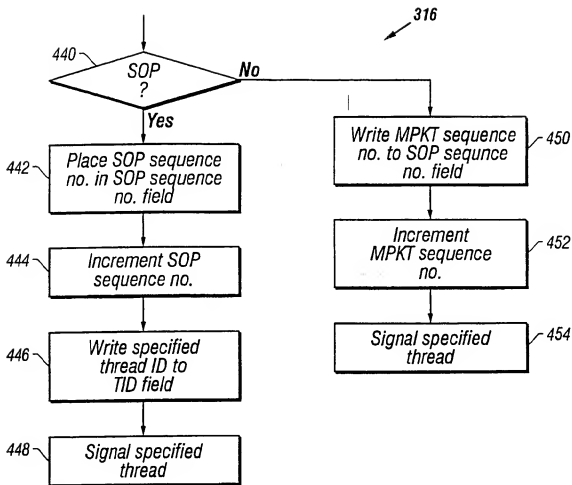 316
440
SOP
?
No
Yes
442
Place SOP sequence
no. in SOP sequence
no. field
444
Increment SOP
sequence no.
446
Write specified
thread ID to
TID field
448
Signal specified
thread
Write MPKT sequence
no. to SOP sequnce
no. field
450
Increment
MPKT sequence
no.
452
Signal specified
thread
454